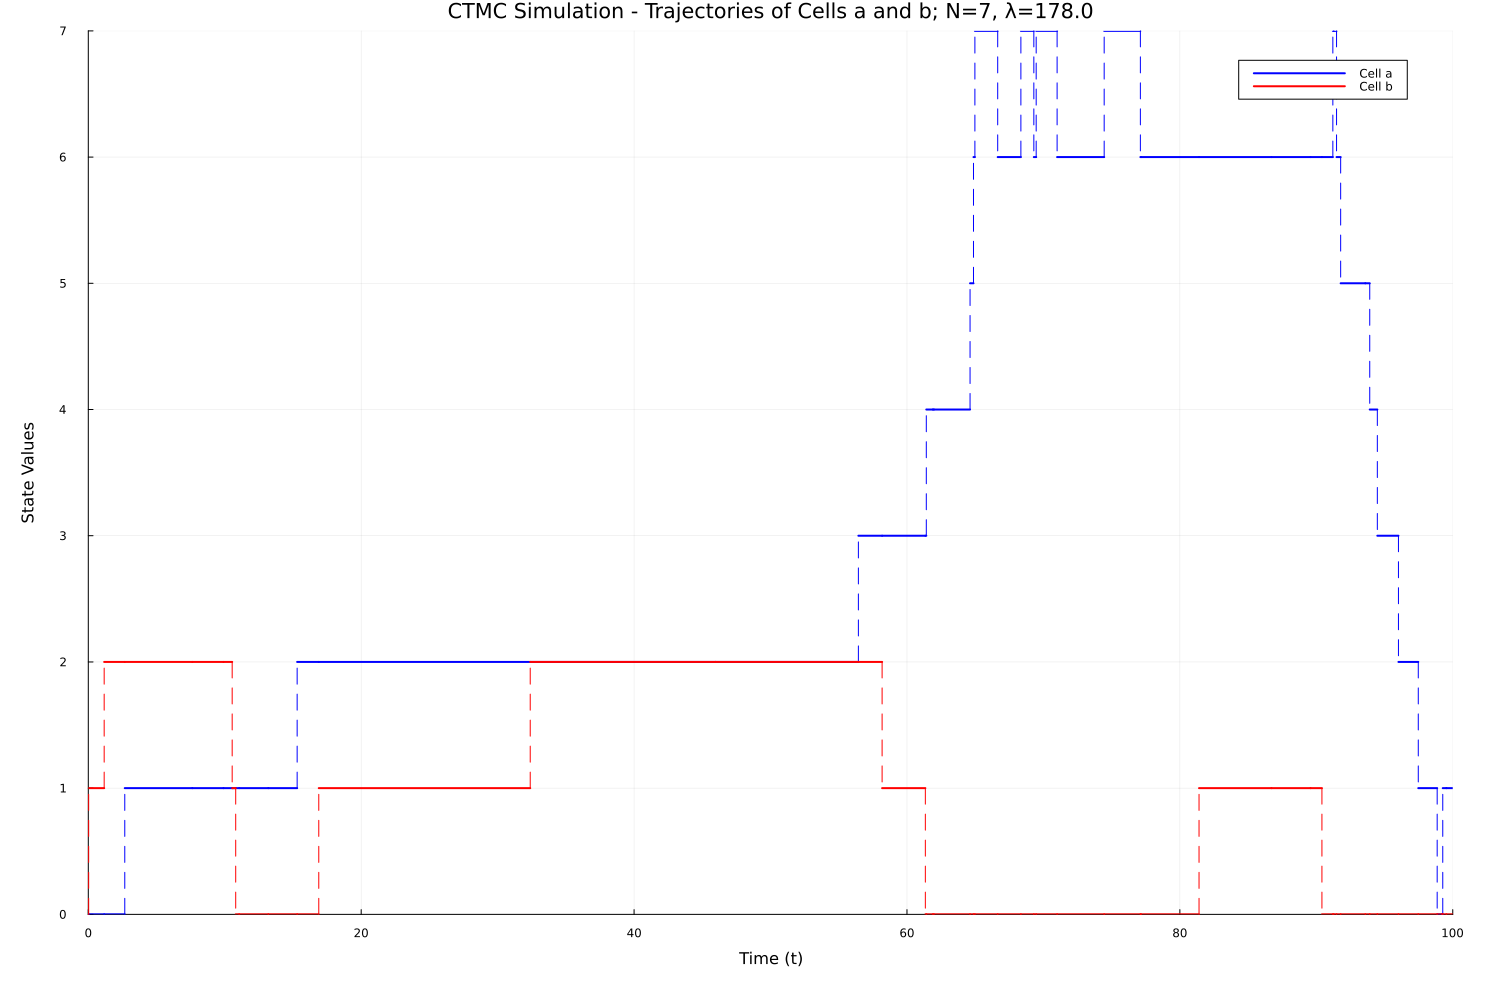 CTMC Simulation - Trajectories of Cells a and b; N=7, λ=178.0
7
6
5
4
3
2
1
0
State Values
Cell a
Cell b
0 20 40 60 80 100
Time (t)